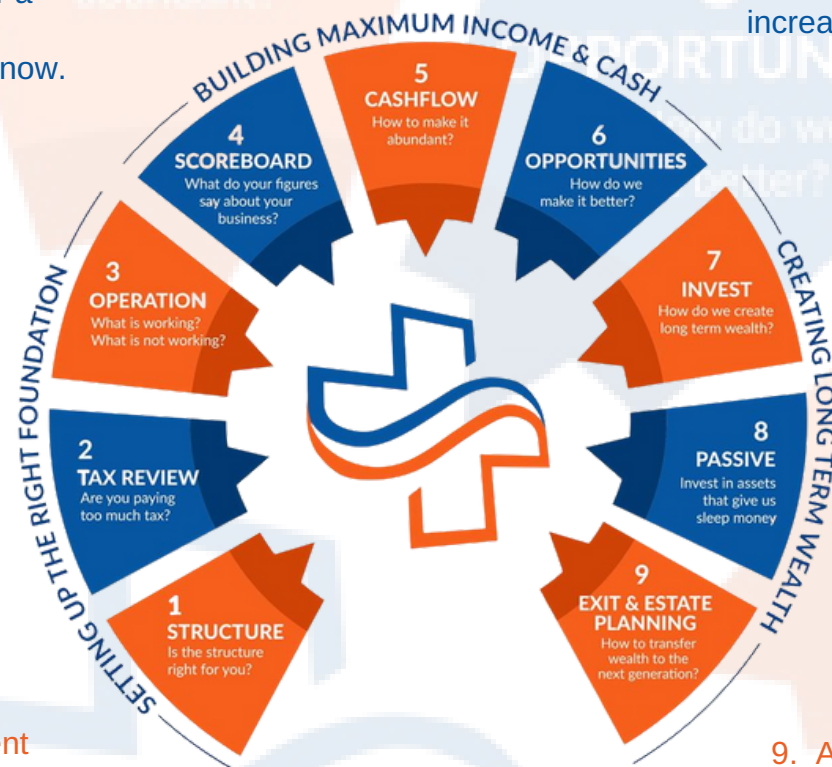 now.
increa
BUILDING MAXIMUM INCOME & CASH
SETTING UP THE RIGHT FOUNDATION
CREATING LONG TERM WEALTH
1
STRUCTURE
Is the structure
right for you?
2
TAX REVIEW
Are you paying
too much tax?
3
OPERATION
What is working?
What is not working?
4
SCOREBOARD
What do your figures
say about your
business?
5
CASHFLOW
How to make it
abundant?
6
OPPORTUNITIES
How do we
make it better?
7
INVEST
How do we create
long term wealth?
8
PASSIVE
Invest in assets
that give us
sleep money
9
EXIT & ESTATE
PLANNING
How to transfer
wealth to the
next generation?
nt
9. A